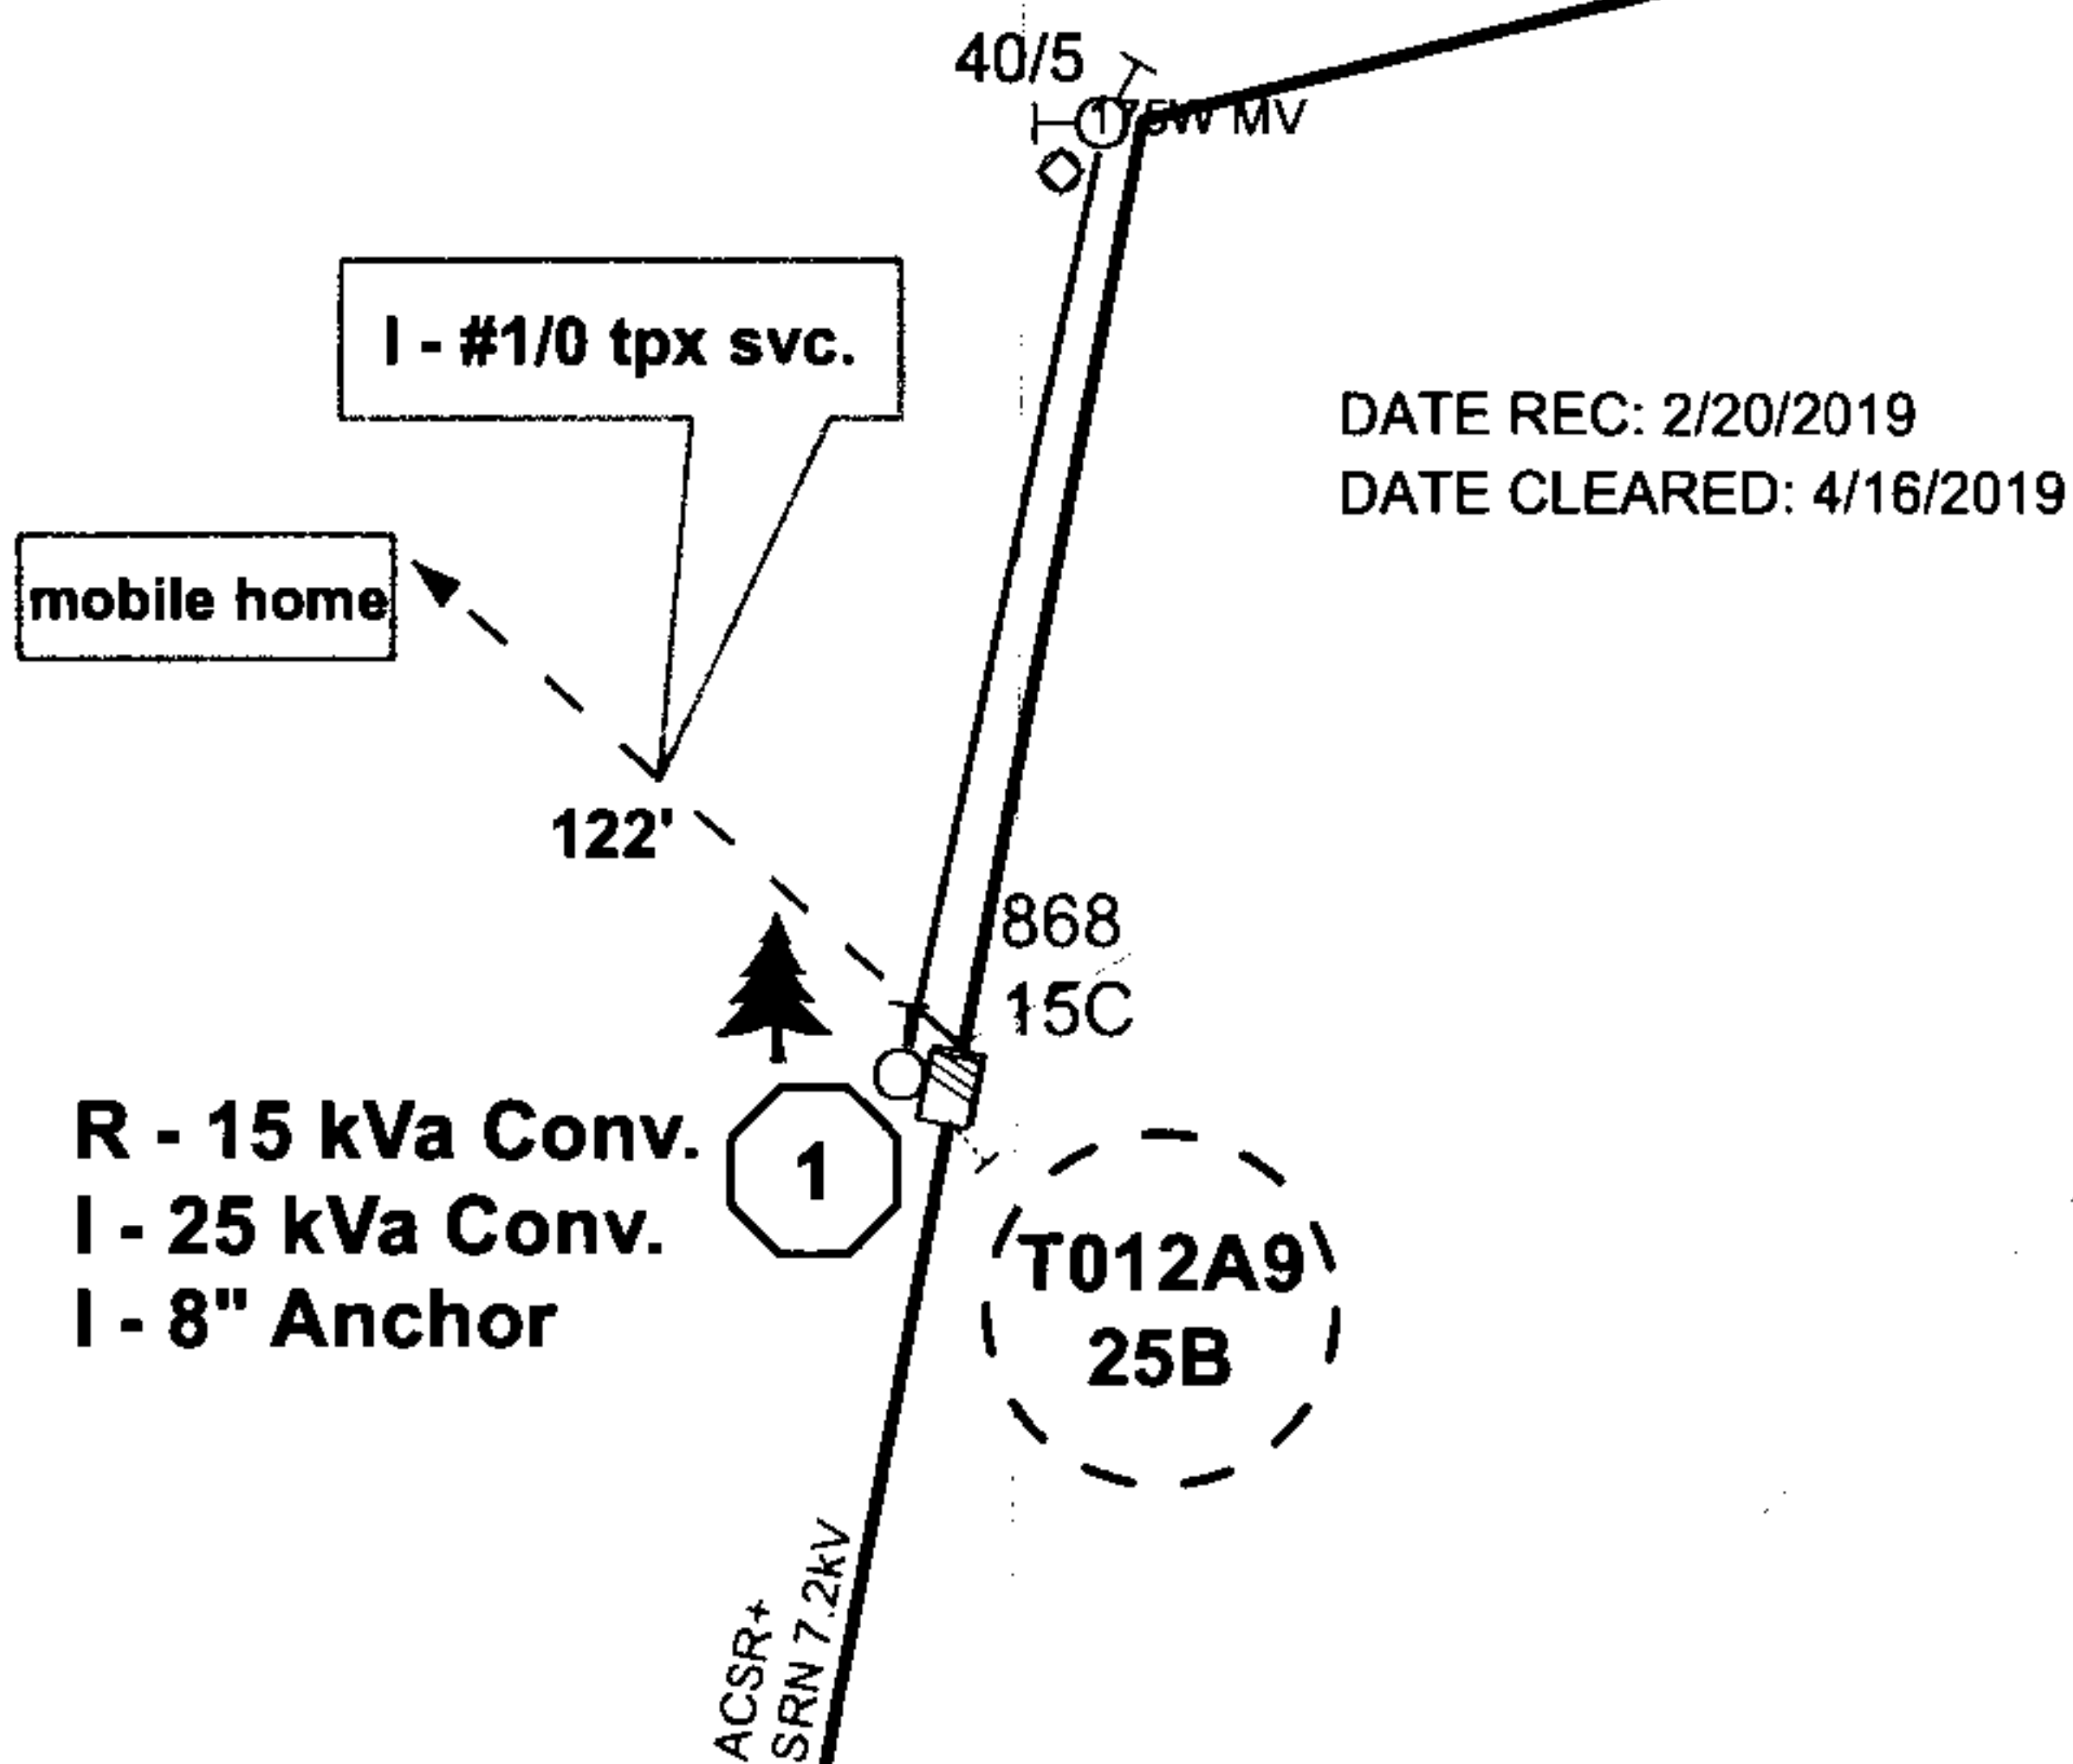 40/5
175W MV
I - #1/0 tpx svc.
DATE REC: 2/20/2019
DATE CLEARED: 4/16/2019
mobile home
122'
868
15C
R - 15 kVa Conv.
I - 25 kVa Conv.
I - 8" Anchor
1
T012A9
25B
ACSR+
SRN 7.2kV